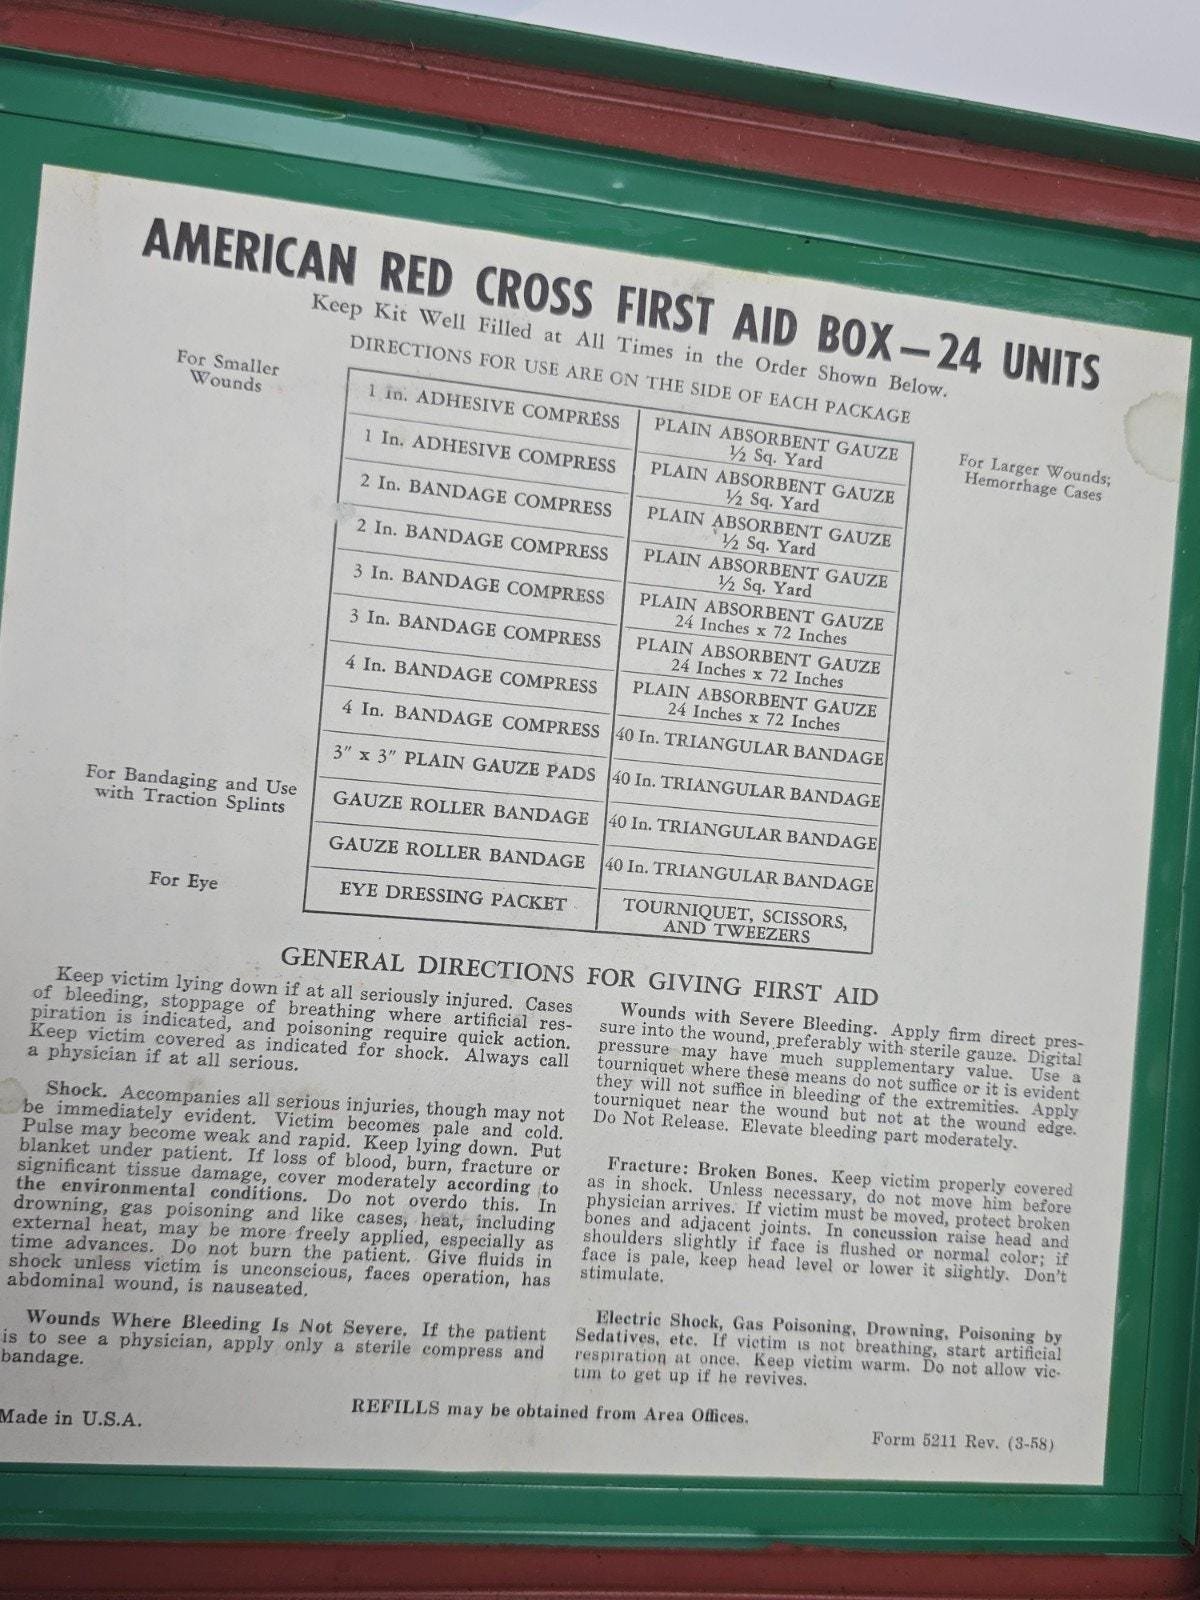 AMERICAN RED CROSS FIRST AID BOX—24 UNITS
Keep Kit Well Filled at All Times in the Order Shown Below.
DIRECTIONS FOR USE ARE ON THE SIDE OF EACH PACKAGE
For Smaller
Wounds
1 In. ADHESIVE COMPRESS
1 In. ADHESIVE COMPRESS
2 In. BANDAGE COMPRESS
2 In. BANDAGE COMPRESS
3 In. BANDAGE COMPRESS
3 In. BANDAGE COMPRESS
4 In. BANDAGE COMPRESS
4 In. BANDAGE COMPRESS
3″ x 3″ PLAIN GAUZE PADS
For Bandaging and Use
with Traction Splints
GAUZE ROLLER BANDAGE
GAUZE ROLLER BANDAGE
For Eye
EYE DRESSING PACKET
PLAIN ABSORBENT GAUZE
½ Sq. Yard
PLAIN ABSORBENT GAUZE
½ Sq. Yard
PLAIN ABSORBENT GAUZE
½ Sq. Yard
PLAIN ABSORBENT GAUZE
½ Sq. Yard
PLAIN ABSORBENT GAUZE
24 Inches x 72 Inches
PLAIN ABSORBENT GAUZE
24 Inches x 72 Inches
PLAIN ABSORBENT GAUZE
24 Inches x 72 Inches
40 In. TRIANGULAR BANDAGE
40 In. TRIANGULAR BANDAGE
40 In. TRIANGULAR BANDAGE
40 In. TRIANGULAR BANDAGE
TOURNIQUET, SCISSORS,
AND TWEEZERS
For Larger Wounds;
Hemorrhage Cases
GENERAL DIRECTIONS FOR GIVING FIRST AID
Keep victim lying down if at all seriously injured. Cases
of bleeding, stoppage of breathing where artificial res-
piration is indicated, and poisoning require quick action.
Keep victim covered as indicated for shock. Always call
a physician if at all serious.
Shock. Accompanies all serious injuries, though may not
be immediately evident. Victim becomes pale and cold.
Pulse may become weak and rapid. Keep lying down. Put
blanket under patient. If loss of blood, burn, fracture or
significant tissue damage, cover moderately according to
the environmental conditions. Do not overdo this. In
drowning, gas poisoning and like cases, heat, including
external heat, may be more freely applied, especially as
time advances. Do not burn the patient. Give fluids in
shock unless victim is unconscious, faces operation, has
abdominal wound, is nauseated.
Wounds Where Bleeding Is Not Severe. If the patient
is to see a physician, apply only a sterile compress and
bandage.
Wounds with Severe Bleeding. Apply firm direct pres-
sure into the wound, preferably with sterile gauze. Digital
pressure may have much supplementary value. Use a
tourniquet where these means do not suffice or it is evident
they will not suffice in bleeding of the extremities. Apply
tourniquet near the wound but not at the wound edge.
Do Not Release. Elevate bleeding part moderately.
Fracture: Broken Bones. Keep victim properly covered
as in shock. Unless necessary, do not move him before
physician arrives. If victim must be moved, protect broken
bones and adjacent joints. In concussion raise head and
shoulders slightly if face is flushed or normal color; if
face is pale, keep head level or lower it slightly. Don't
stimulate.
Electric Shock, Gas Poisoning, Drowning, Poisoning by
Sedatives, etc. If victim is not breathing, start artificial
respiration at once. Keep victim warm. Do not allow vic-
tim to get up if he revives.
REFILLS may be obtained from Area Offices.
Made in U.S.A.
Form 5211 Rev. (3-58)